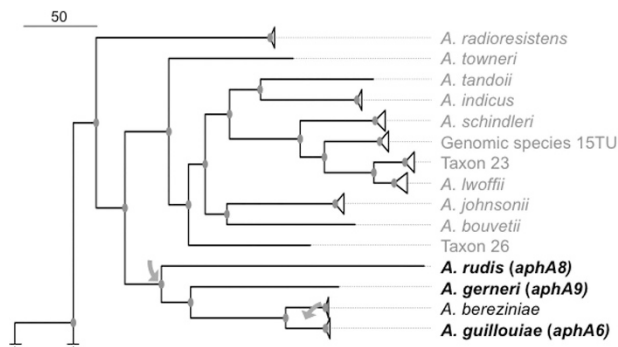 50
A. radioresistens
A. towneri
A. tandoii
A. indicus
A. schindleri
Genomic species 15TU
Taxon 23
A. lwoffii
A. johnsonii
A. bouvetii
Taxon 26
A. rudis (aphA8)
A. gerneri (aphA9)
A. bereziniae
A. guillouiae (aphA6)